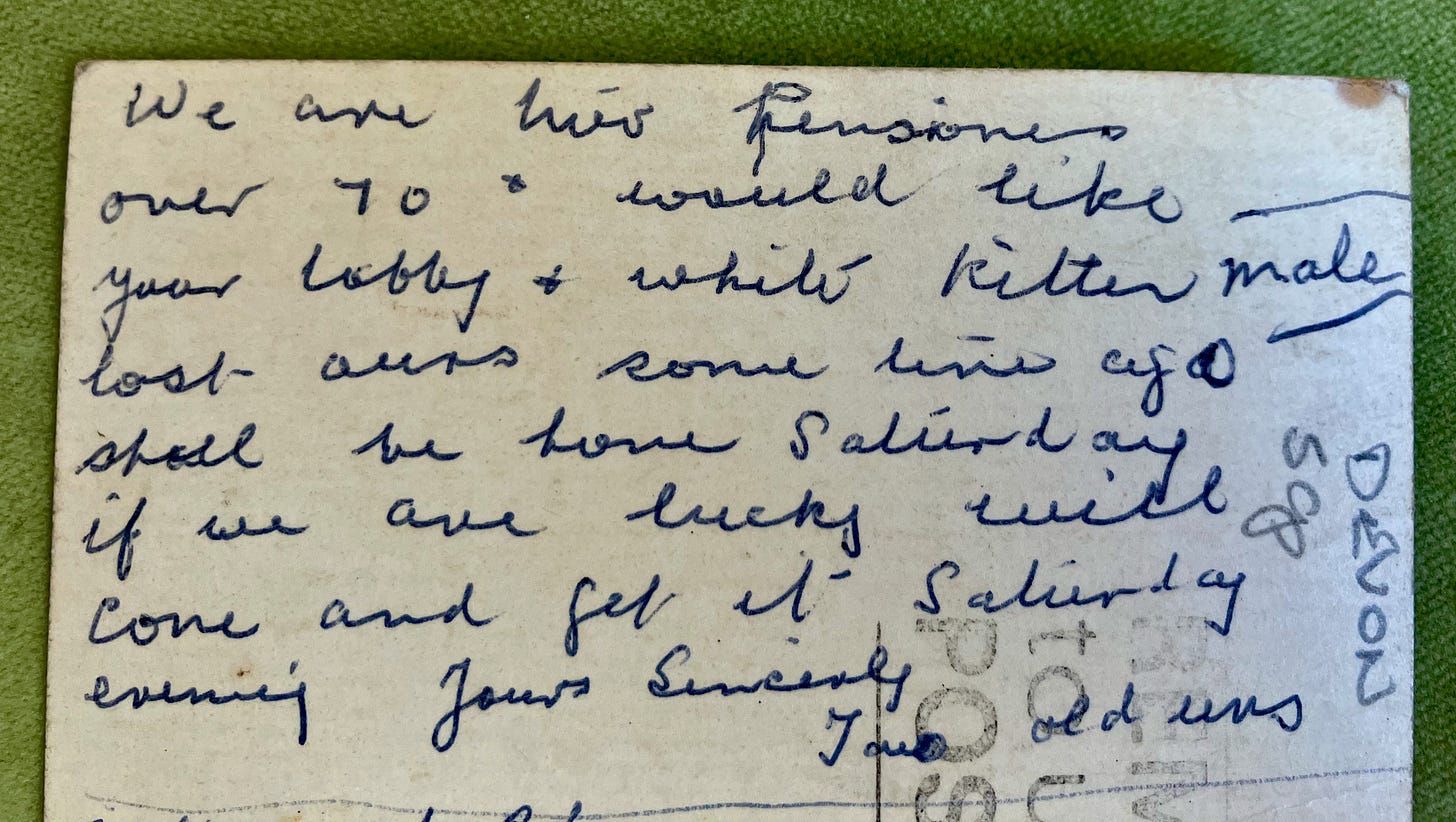 We are two Pensioners
over 70 & would like
your tabby & white kitten male
lost ours some time ago
shall be home Saturday
if we are lucky will
come and get it Saturday
evening Yours Sincerly
Two old uns
DEVON